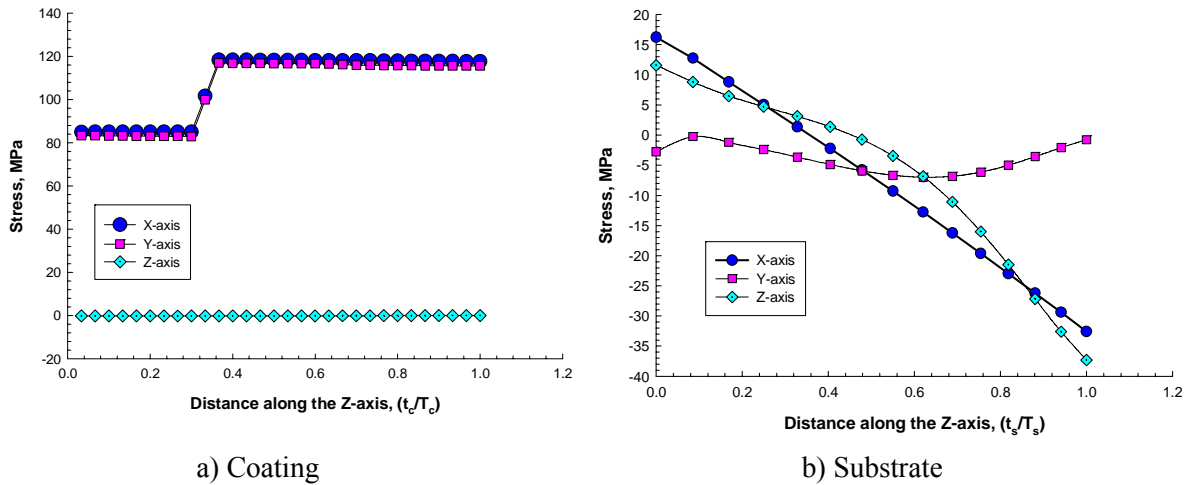 140
120
100
80
60
40
20
0
-20
Stress, MPa
X-axis
Y-axis
Z-axis
0.0 0.2 0.4 0.6 0.8 1.0 1.2
Distance along the Z-axis, (tc/Tc)
a) Coating
20
15
10
5
0
-5
-10
-15
-20
-25
-30
-35
-40
Stress, MPa
X-axis
Y-axis
Z-axis
0.0 0.2 0.4 0.6 0.8 1.0 1.2
Distance along the Z-axis, (ts/Ts)
b) Substrate